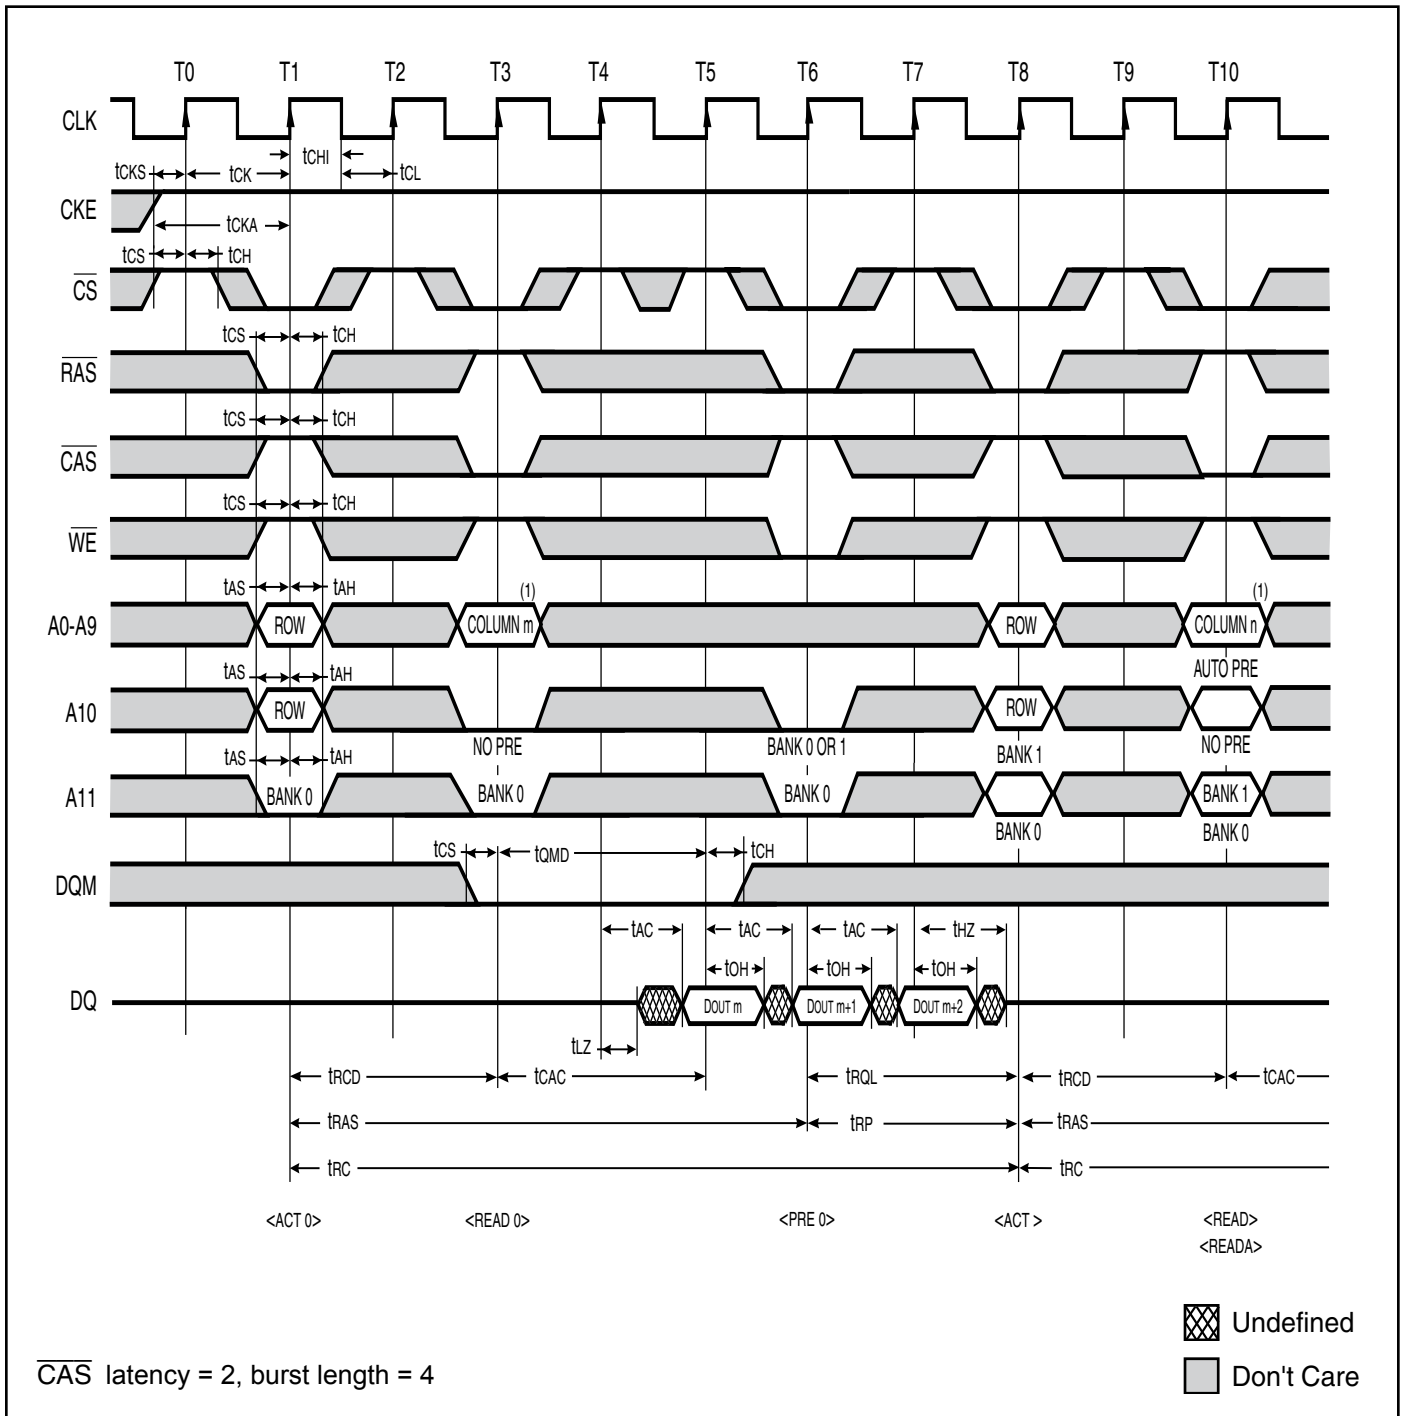 T0 T1 T2 T3 T4 T5 T6 T7 T8 T9 T10
CLK
tCHI
tCKS tCK tCL
CKE
tCKA
tCS tCH
CS
tCS tCH
RAS
tCS tCH
CAS
tCS tCH
WE
tAS tAH (1) (1)
A0-A9 ROW COLUMN m ROW COLUMN n
tAS tAH AUTO PRE
A10 ROW ROW
NO PRE BANK 0 OR 1 BANK 1 NO PRE
tAS tAH
A11 BANK 0 BANK 0 BANK 0 BANK 1
BANK 0 BANK 0
tCS tQMD tCH
DQM
tAC tAC tAC tHZ
tOH tOH tOH
DQ DOUT m DOUT m+1 DOUT m+2
tLZ
tRCD tCAC tRQL tRCD tCAC
tRAS tRP tRAS
tRC tRC
<ACT 0> <READ 0> <PRE 0> <ACT > <READ>
<READA>
Undefined
CAS latency = 2, burst length = 4
Don't Care